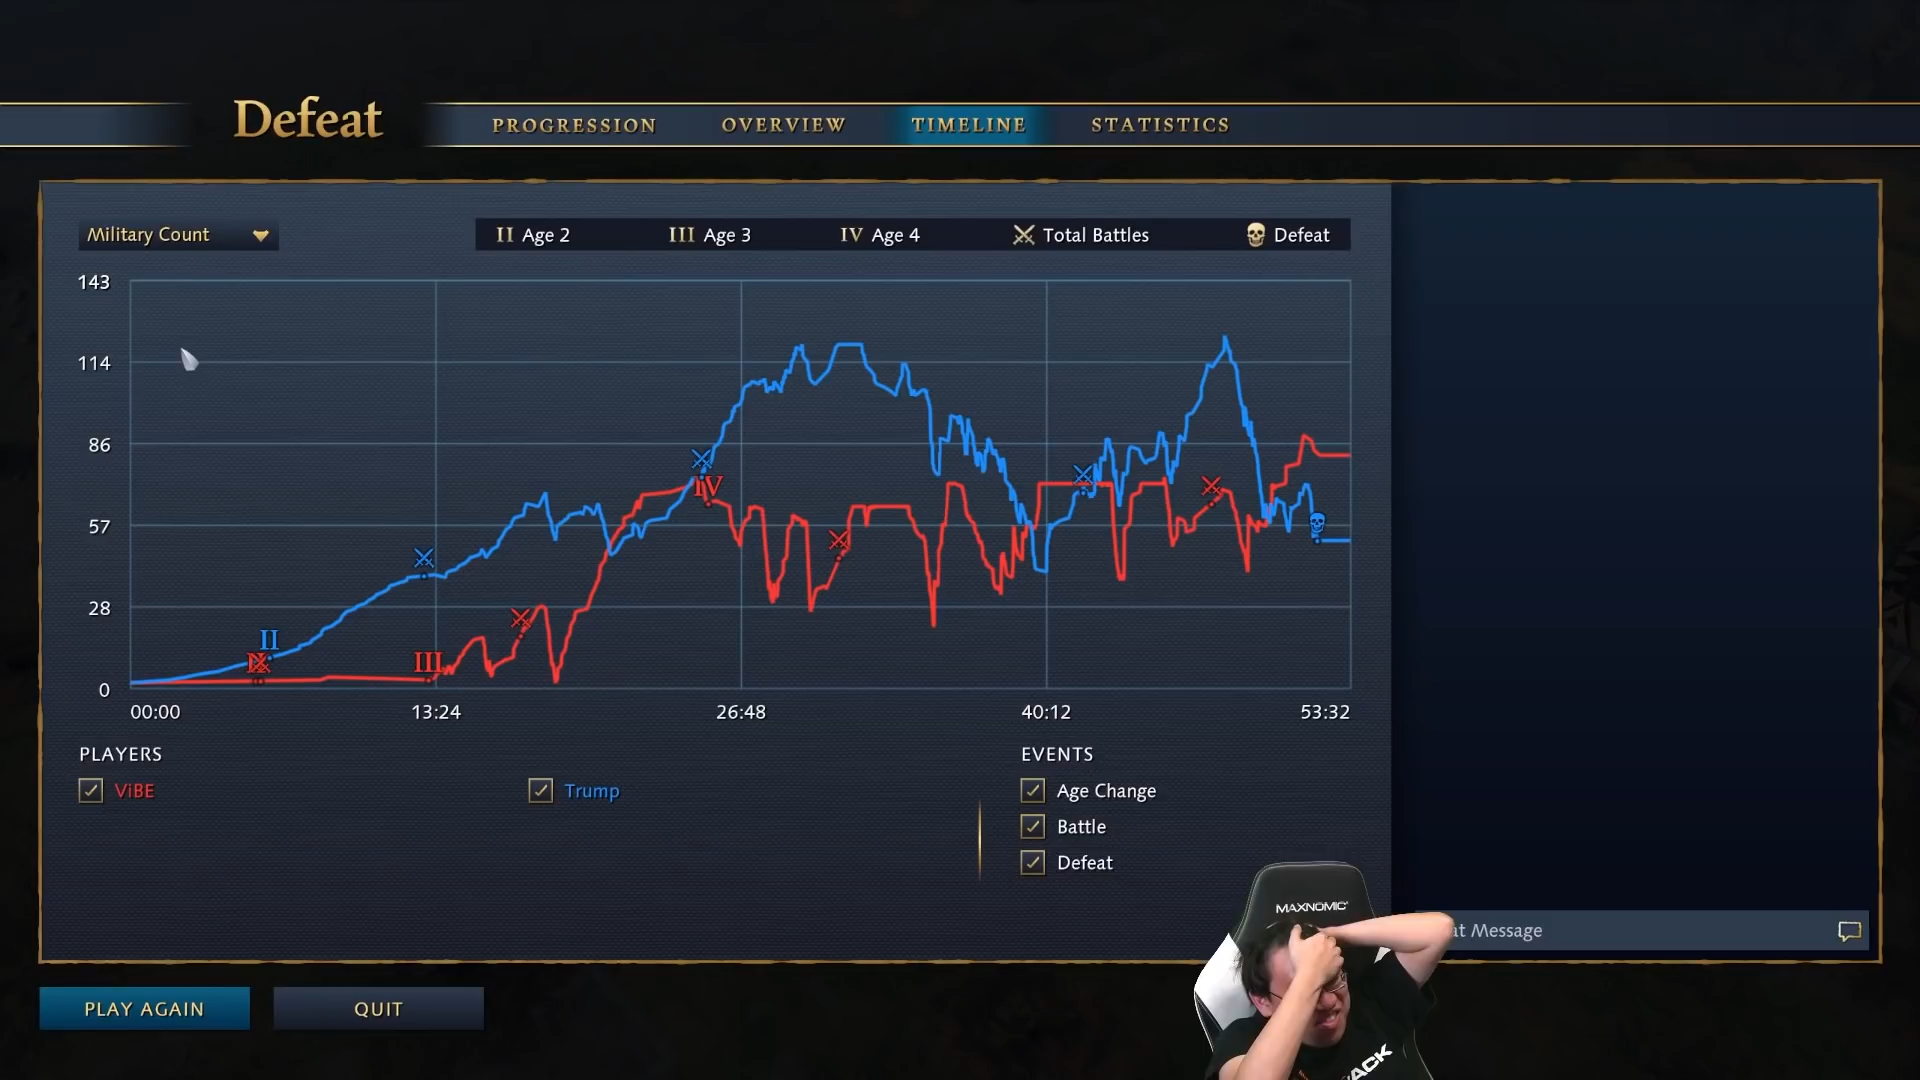 Defeat
PROGRESSION
OVERVIEW
TIMELINE
STATISTICS
Military Count
II Age 2
III Age 3
IV Age 4
Total Battles
Defeat
143
114
86
57
28
0
II
III
IV
00:00
13:24
26:48
40:12
53:32
PLAYERS
ViBE
Trump
EVENTS
Age Change
Battle
Defeat
MAXNOMIC
at Message
PLAY AGAIN
QUIT